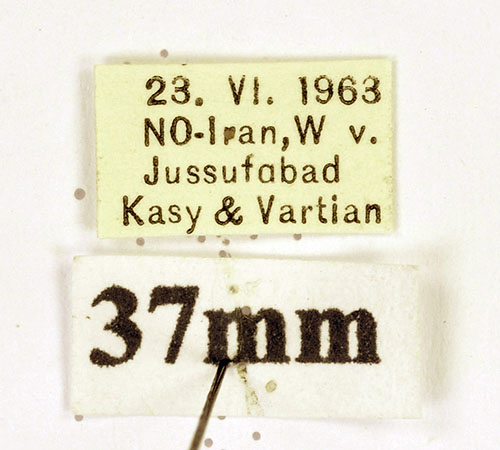 23. VI. 1963
NO-Iran, W v.
Jussufabad
Kasy & Vartian
37mm